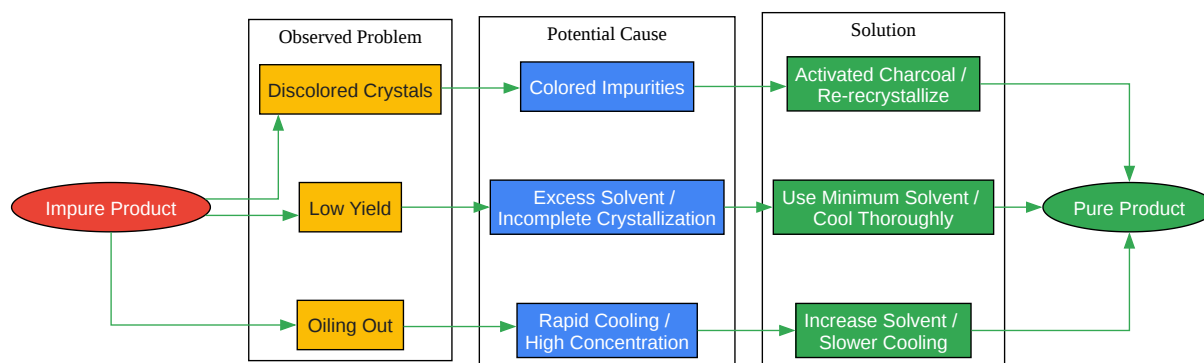 Observed Problem
Potential Cause
Solution
Discolored Crystals
Colored Impurities
Activated Charcoal /
Re-recrystallize
Impure Product
Low Yield
Excess Solvent /
Incomplete Crystallization
Use Minimum Solvent /
Cool Thoroughly
Pure Product
Oiling Out
Rapid Cooling /
High Concentration
Increase Solvent /
Slower Cooling